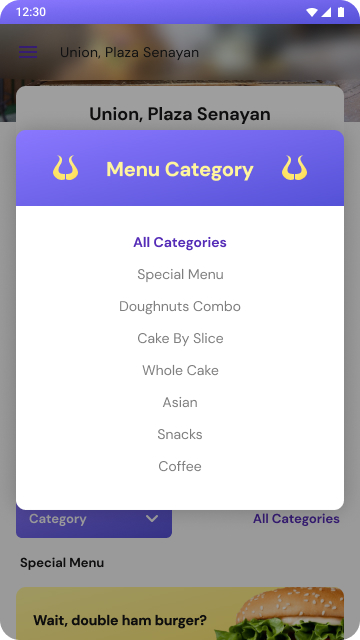 12:30
Union, Plaza Senayan
Union, Plaza Senayan
Menu Category
All Categories
Special Menu
Doughnuts Combo
Cake By Slice
Whole Cake
Asian
Snacks
Coffee
Category
All Categories
Special Menu
Wait, double ham burger?